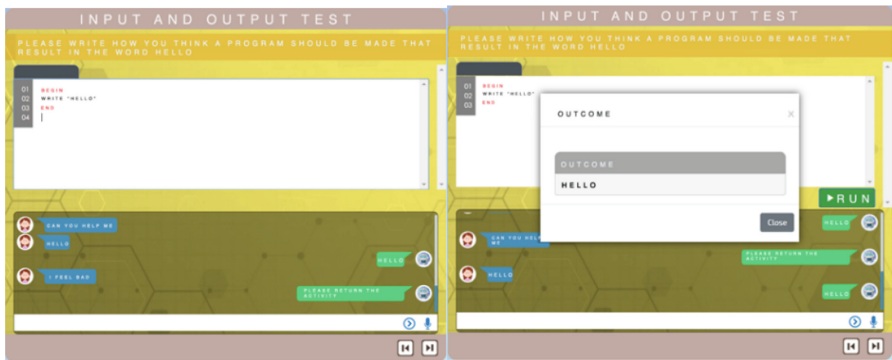 INPUT AND OUTPUT TEST
PLEASE WRITE HOW YOU THINK A PROGRAM SHOULD BE MADE THAT
RESULT IN THE WORD HELLO
01 BEGIN
02 WRITE "HELLO"
03 END
04
CAN YOU HELP ME
HELLO
HELLO
I FEEL BAD
PLEASE RETURN THE
ACTIVITY
INPUT AND OUTPUT TEST
PLEASE WRITE HOW YOU THINK A PROGRAM SHOULD BE MADE THAT
RESULT IN THE WORD HELLO
01 BEGIN
02 WRITE "HELLO"
03 END
OUTCOME X
OUTCOME
HELLO
Close
RUN
HELLO
CAN YOU HELP
ME
PLEASE RETURN THE
ACTIVITY
HELLO
HELLO